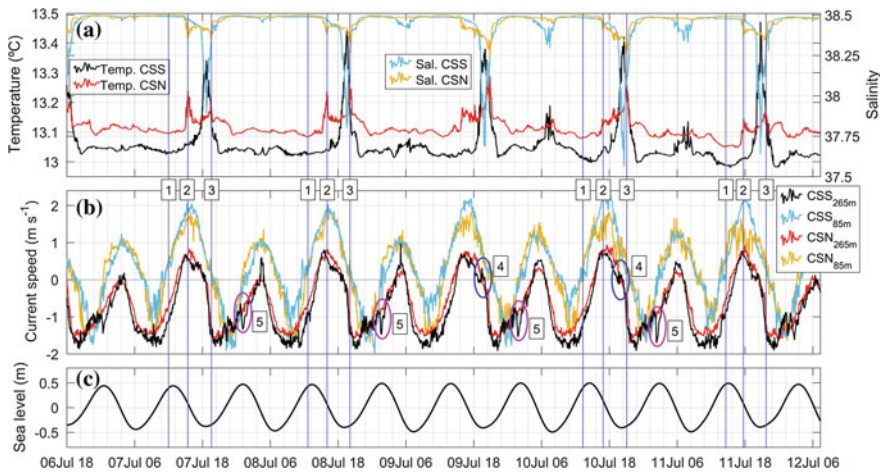 13.5
13.4
13.3
13.2
13.1
13
Temperature (ºC)
(a)
Temp. CSS
Temp. CSN
Sal. CSS
Sal. CSN
38.5
38.25
38
37.75
37.5
Salinity
1 2 3 1 2 3 1 2 3 1 2 3
2
1
0
-1
-2
Current speed (m s⁻¹)
(b)
4
4
5
5
5
5
CSS265m
CSS85m
CSN265m
CSN85m
0.5
0
-0.5
Sea level (m)
(c)
06Jul 18 07Jul 06 07Jul 18 08Jul 06 08Jul 18 09Jul 06 09Jul 18 10Jul 06 10Jul 18 11Jul 06 11Jul 18 12Jul 06